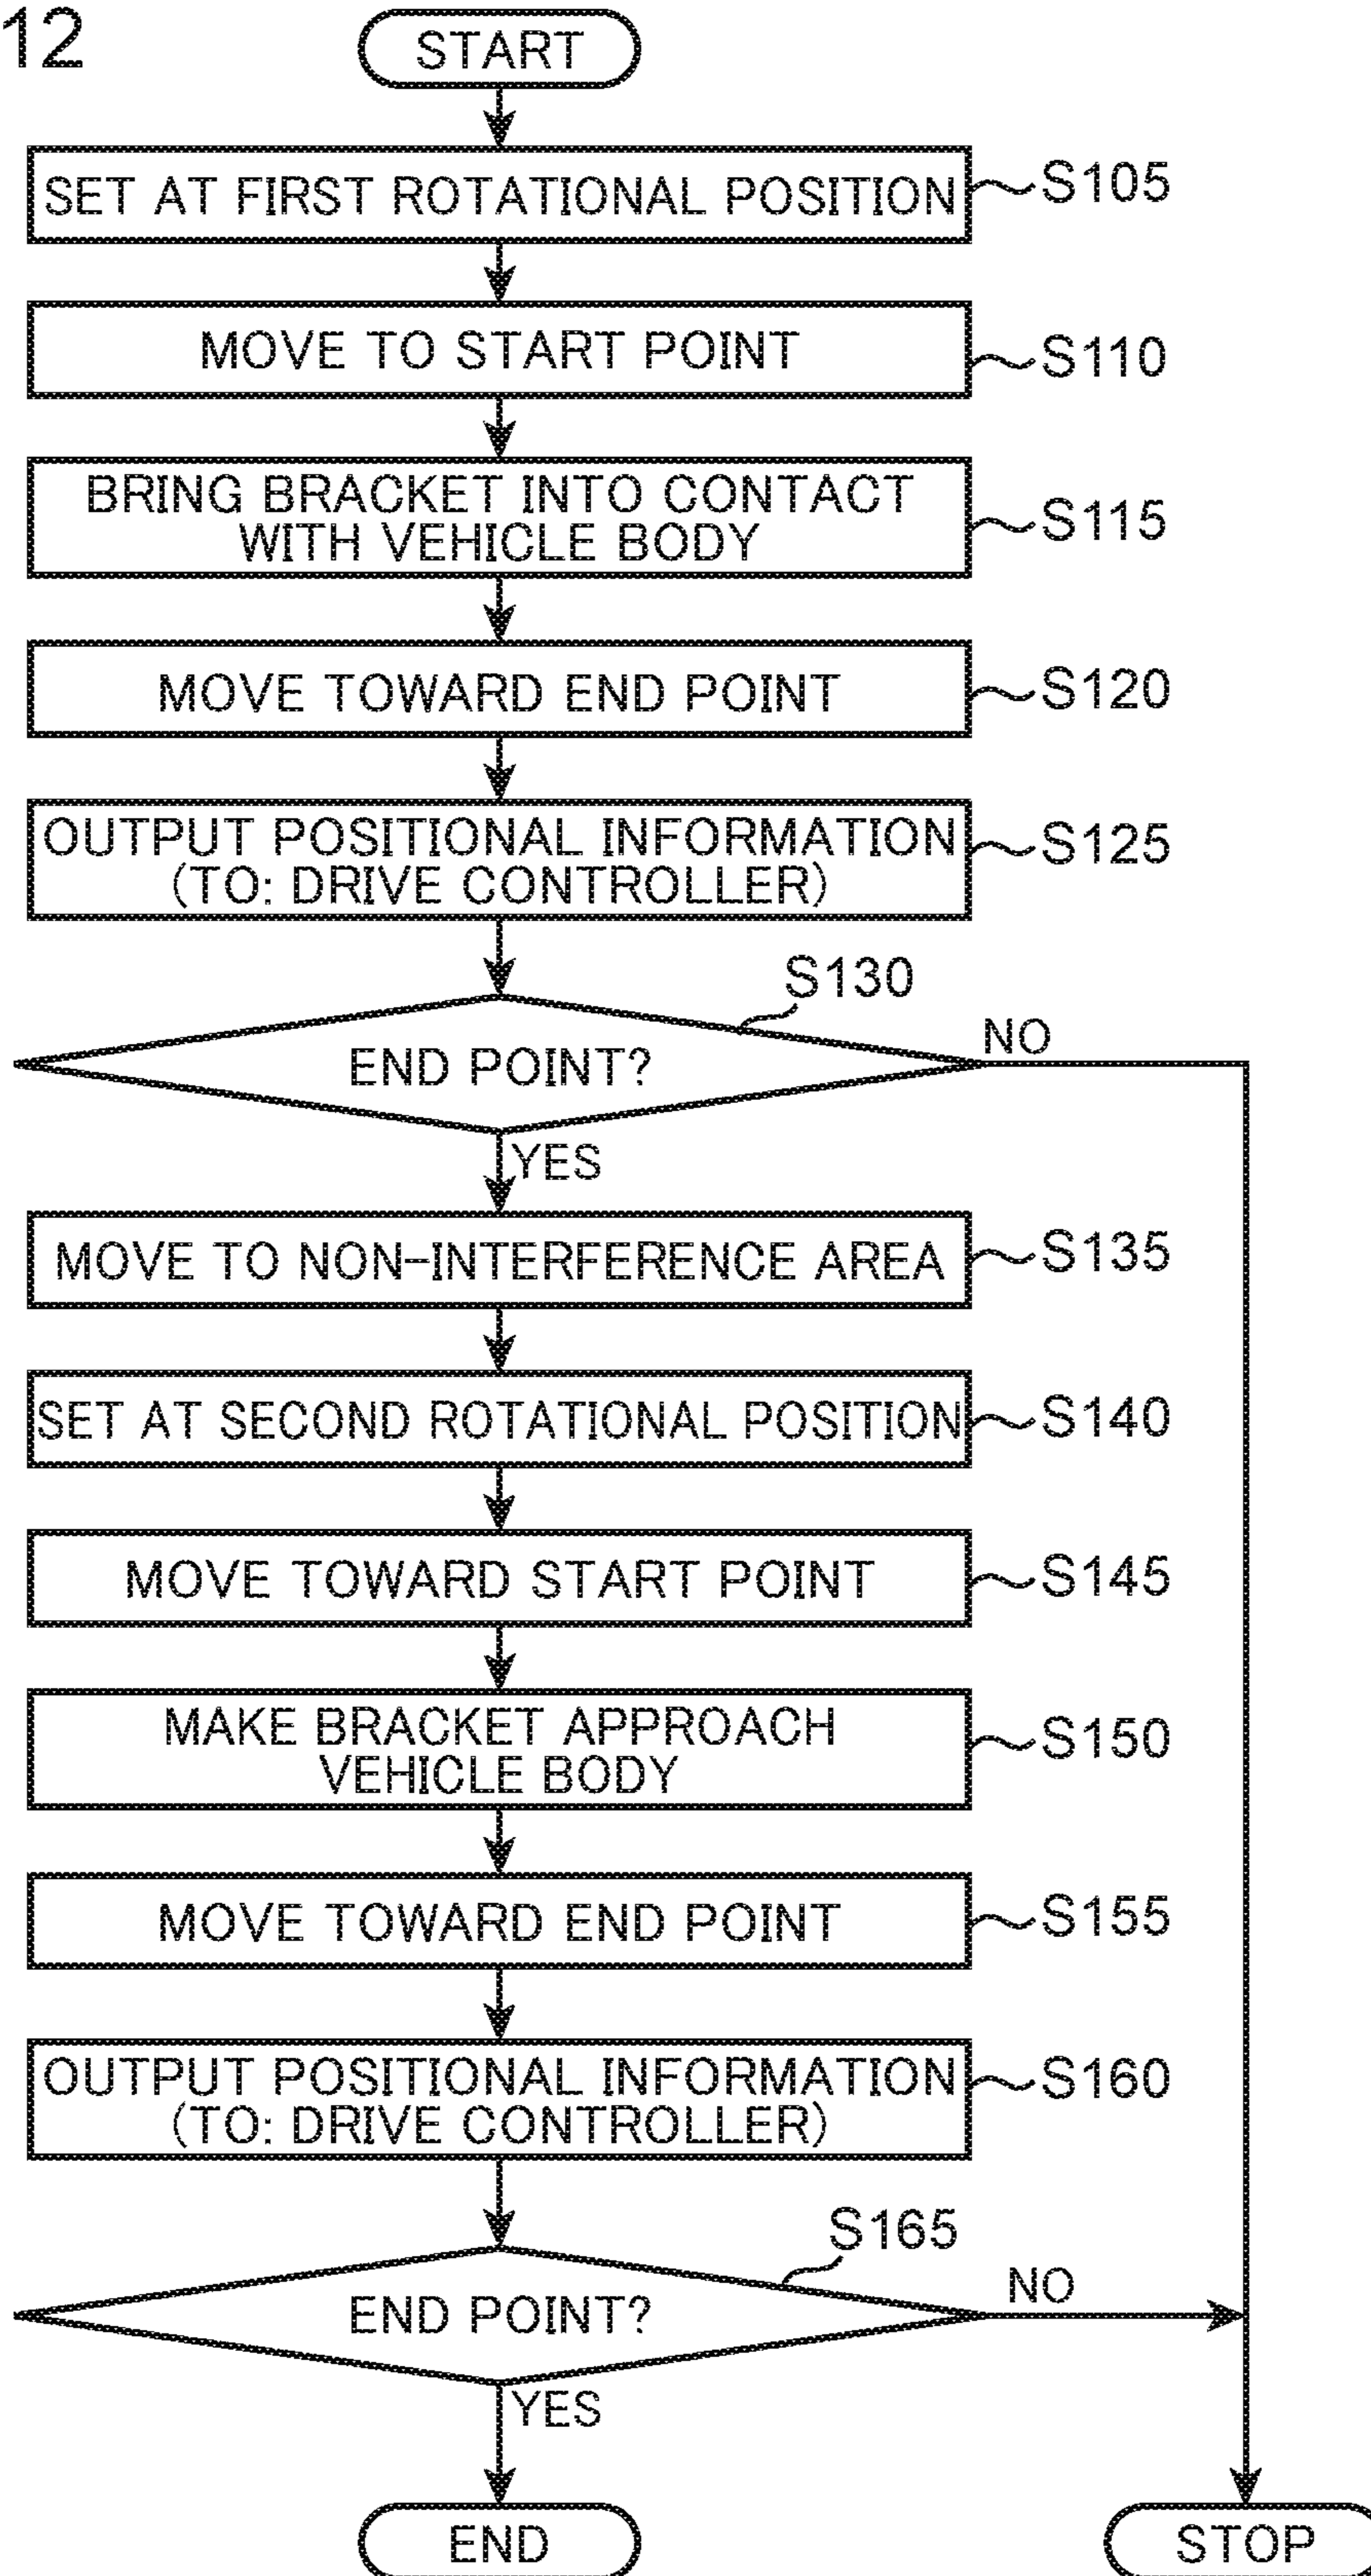 12
START
SET AT FIRST ROTATIONAL POSITION
S105
MOVE TO START POINT
S110
BRING BRACKET INTO CONTACT
WITH VEHICLE BODY
S115
MOVE TOWARD END POINT
S120
OUTPUT POSITIONAL INFORMATION
(TO: DRIVE CONTROLLER)
S125
S130
END POINT?
NO
YES
MOVE TO NON-INTERFERENCE AREA
S135
SET AT SECOND ROTATIONAL POSITION
S140
MOVE TOWARD START POINT
S145
MAKE BRACKET APPROACH
VEHICLE BODY
S150
MOVE TOWARD END POINT
S155
OUTPUT POSITIONAL INFORMATION
(TO: DRIVE CONTROLLER)
S160
S165
END POINT?
NO
YES
END
STOP